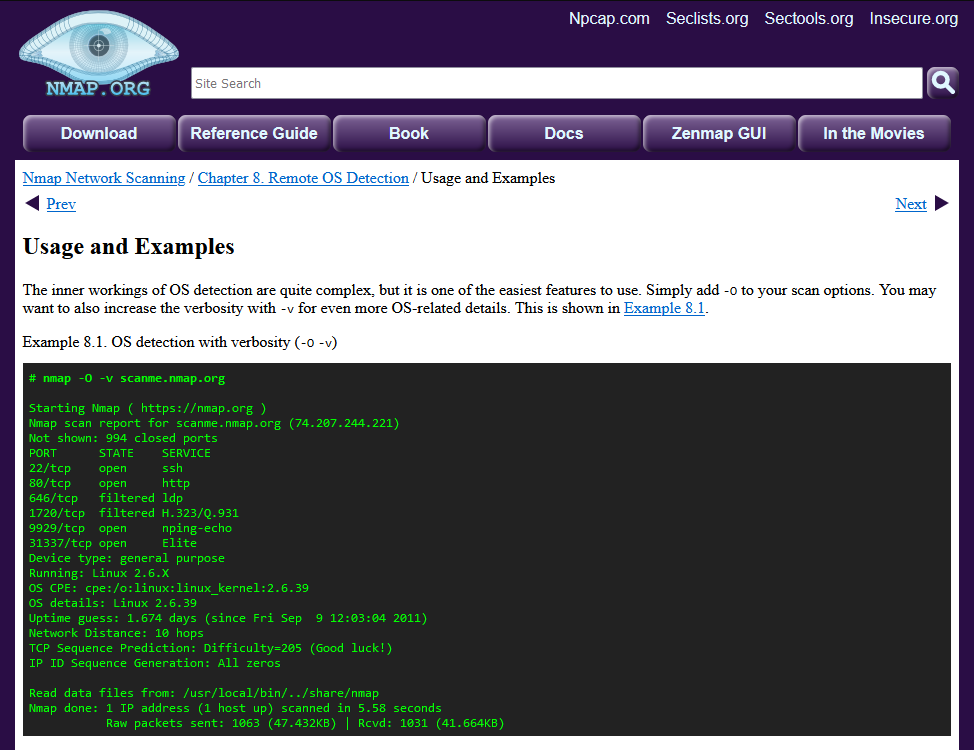 Npcap.com Seclists.org Sectools.org Insecure.org
NMAP.ORG
Site Search
Download Reference Guide Book Docs Zenmap GUI In the Movies
Nmap Network Scanning / Chapter 8. Remote OS Detection / Usage and Examples
Prev Next
Usage and Examples
The inner workings of OS detection are quite complex, but it is one of the easiest features to use. Simply add -O to your scan options. You may
want to also increase the verbosity with -v for even more OS-related details. This is shown in Example 8.1.
Example 8.1. OS detection with verbosity (-O -v)
# nmap -O -v scanme.nmap.org
Starting Nmap ( https://nmap.org )
Nmap scan report for scanme.nmap.org (74.207.244.221)
Not shown: 994 closed ports
PORT      STATE    SERVICE
22/tcp    open     ssh
80/tcp    open     http
646/tcp   filtered ldp
1720/tcp  filtered H.323/Q.931
9929/tcp  open     nping-echo
31337/tcp open     Elite
Device type: general purpose
Running: Linux 2.6.X
OS CPE: cpe:/o:linux:linux_kernel:2.6.39
OS details: Linux 2.6.39
Uptime guess: 1.674 days (since Fri Sep  9 12:03:04 2011)
Network Distance: 10 hops
TCP Sequence Prediction: Difficulty=205 (Good luck!)
IP ID Sequence Generation: All zeros
Read data files from: /usr/local/bin/../share/nmap
Nmap done: 1 IP address (1 host up) scanned in 5.58 seconds
Raw packets sent: 1063 (47.432KB) | Rcvd: 1031 (41.664KB)